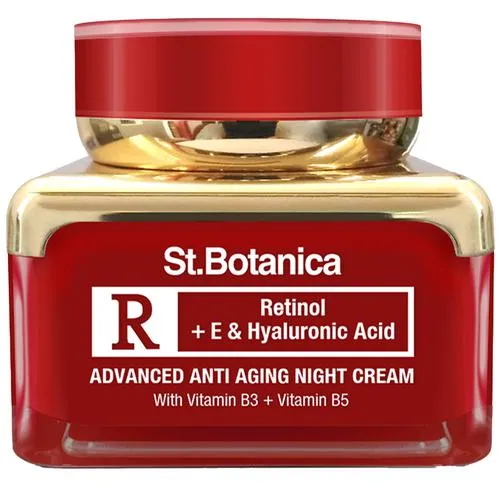 St.Botanica
R
Retinol
+ E & Hyaluronic Acid
ADVANCED ANTI AGING NIGHT CREAM
With Vitamin B3 + Vitamin B5